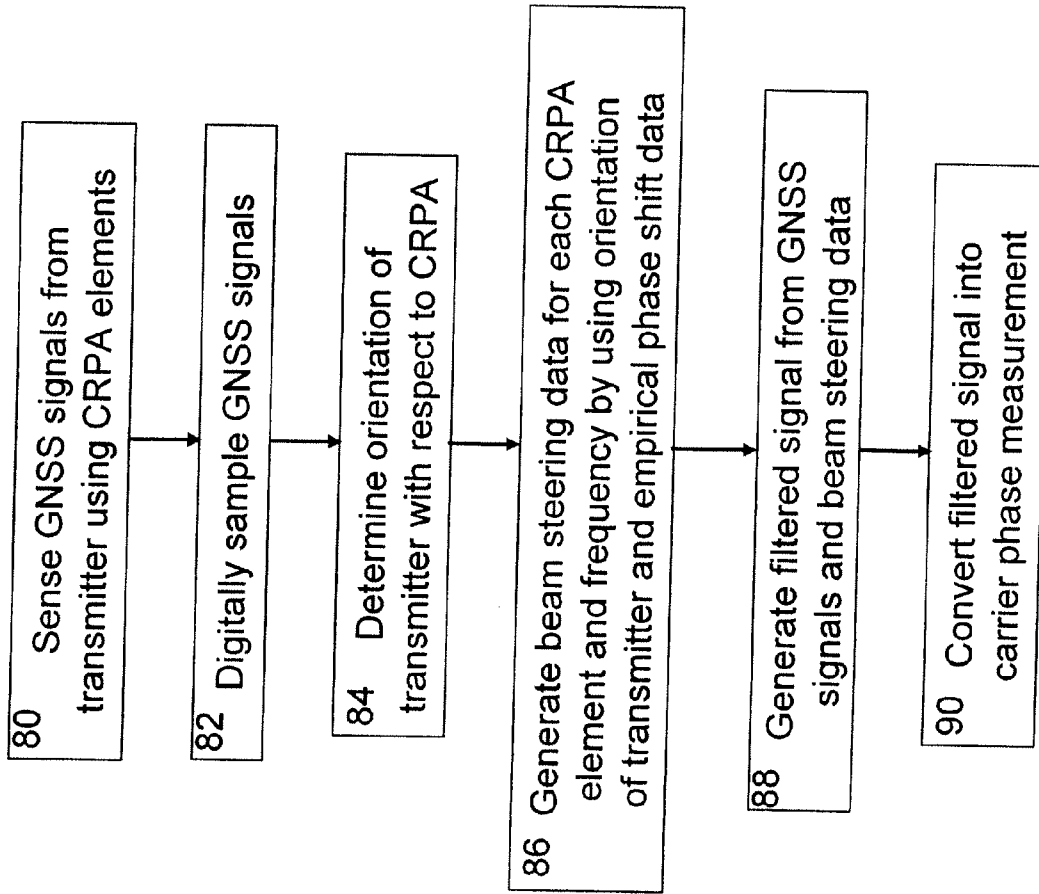 80 Sense GNSS signals from
transmitter using CRPA elements
82 Digitally sample GNSS signals
84 Determine orientation of
transmitter with respect to CRPA
86 Generate beam steering data for each CRPA
element and frequency by using orientation
of transmitter and empirical phase shift data
88 Generate filtered signal from GNSS
signals and beam steering data
90 Convert filtered signal into
carrier phase measurement